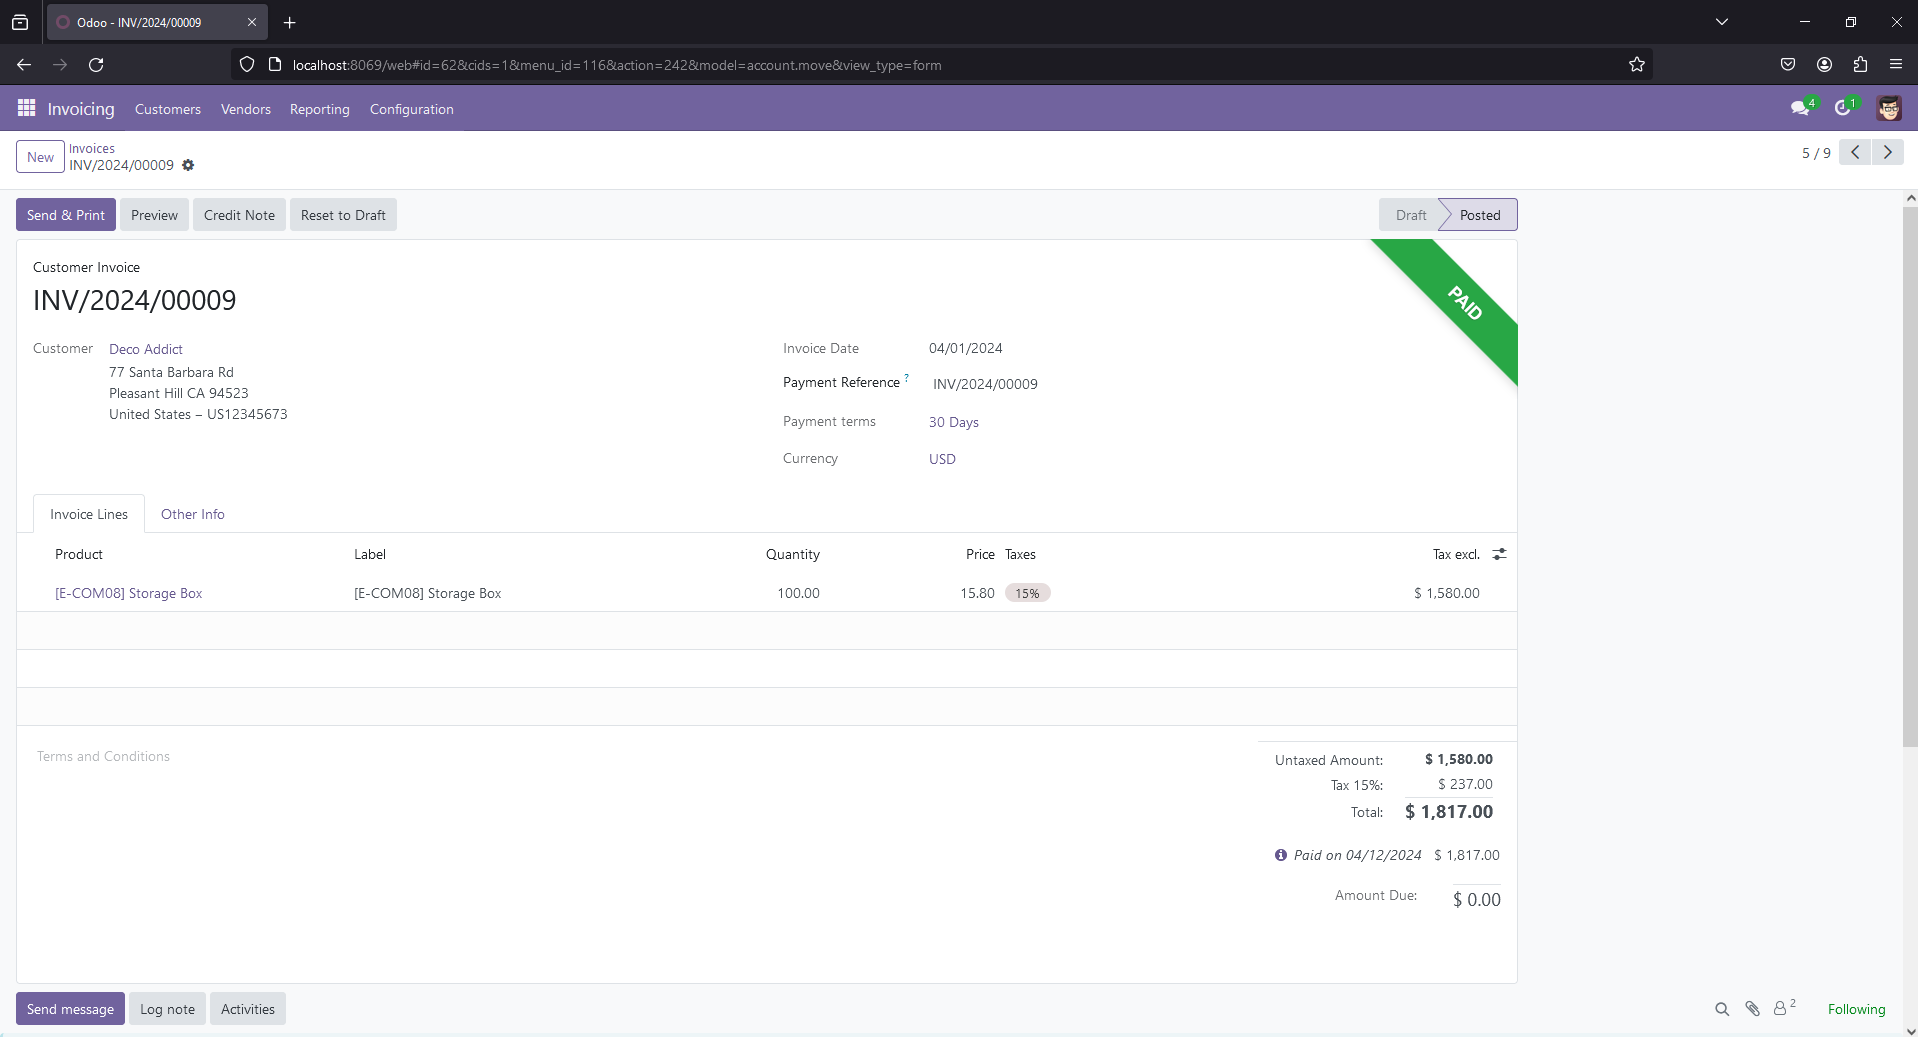 Odoo - INV/2024/00009
localhost:8069/web#id=62&cids=1&menu_id=116&action=242&model=account.move&view_type=form
Invoicing Customers Vendors Reporting Configuration 4 1
New Invoices
INV/2024/00009
5 / 9
Send & Print Preview Credit Note Reset to Draft Draft Posted
PAID
Customer Invoice
INV/2024/00009
Customer Deco Addict
77 Santa Barbara Rd
Pleasant Hill CA 94523
United States – US12345673
Invoice Date 04/01/2024
Payment Reference ? INV/2024/00009
Payment terms 30 Days
Currency USD
Invoice Lines Other Info
Product Label Quantity Price Taxes Tax excl.
[E-COM08] Storage Box [E-COM08] Storage Box 100.00 15.80 15% $ 1,580.00
Terms and Conditions
Untaxed Amount: $ 1,580.00
Tax 15%: $ 237.00
Total: $ 1,817.00
Paid on 04/12/2024 $ 1,817.00
Amount Due: $ 0.00
Send message Log note Activities 2 Following